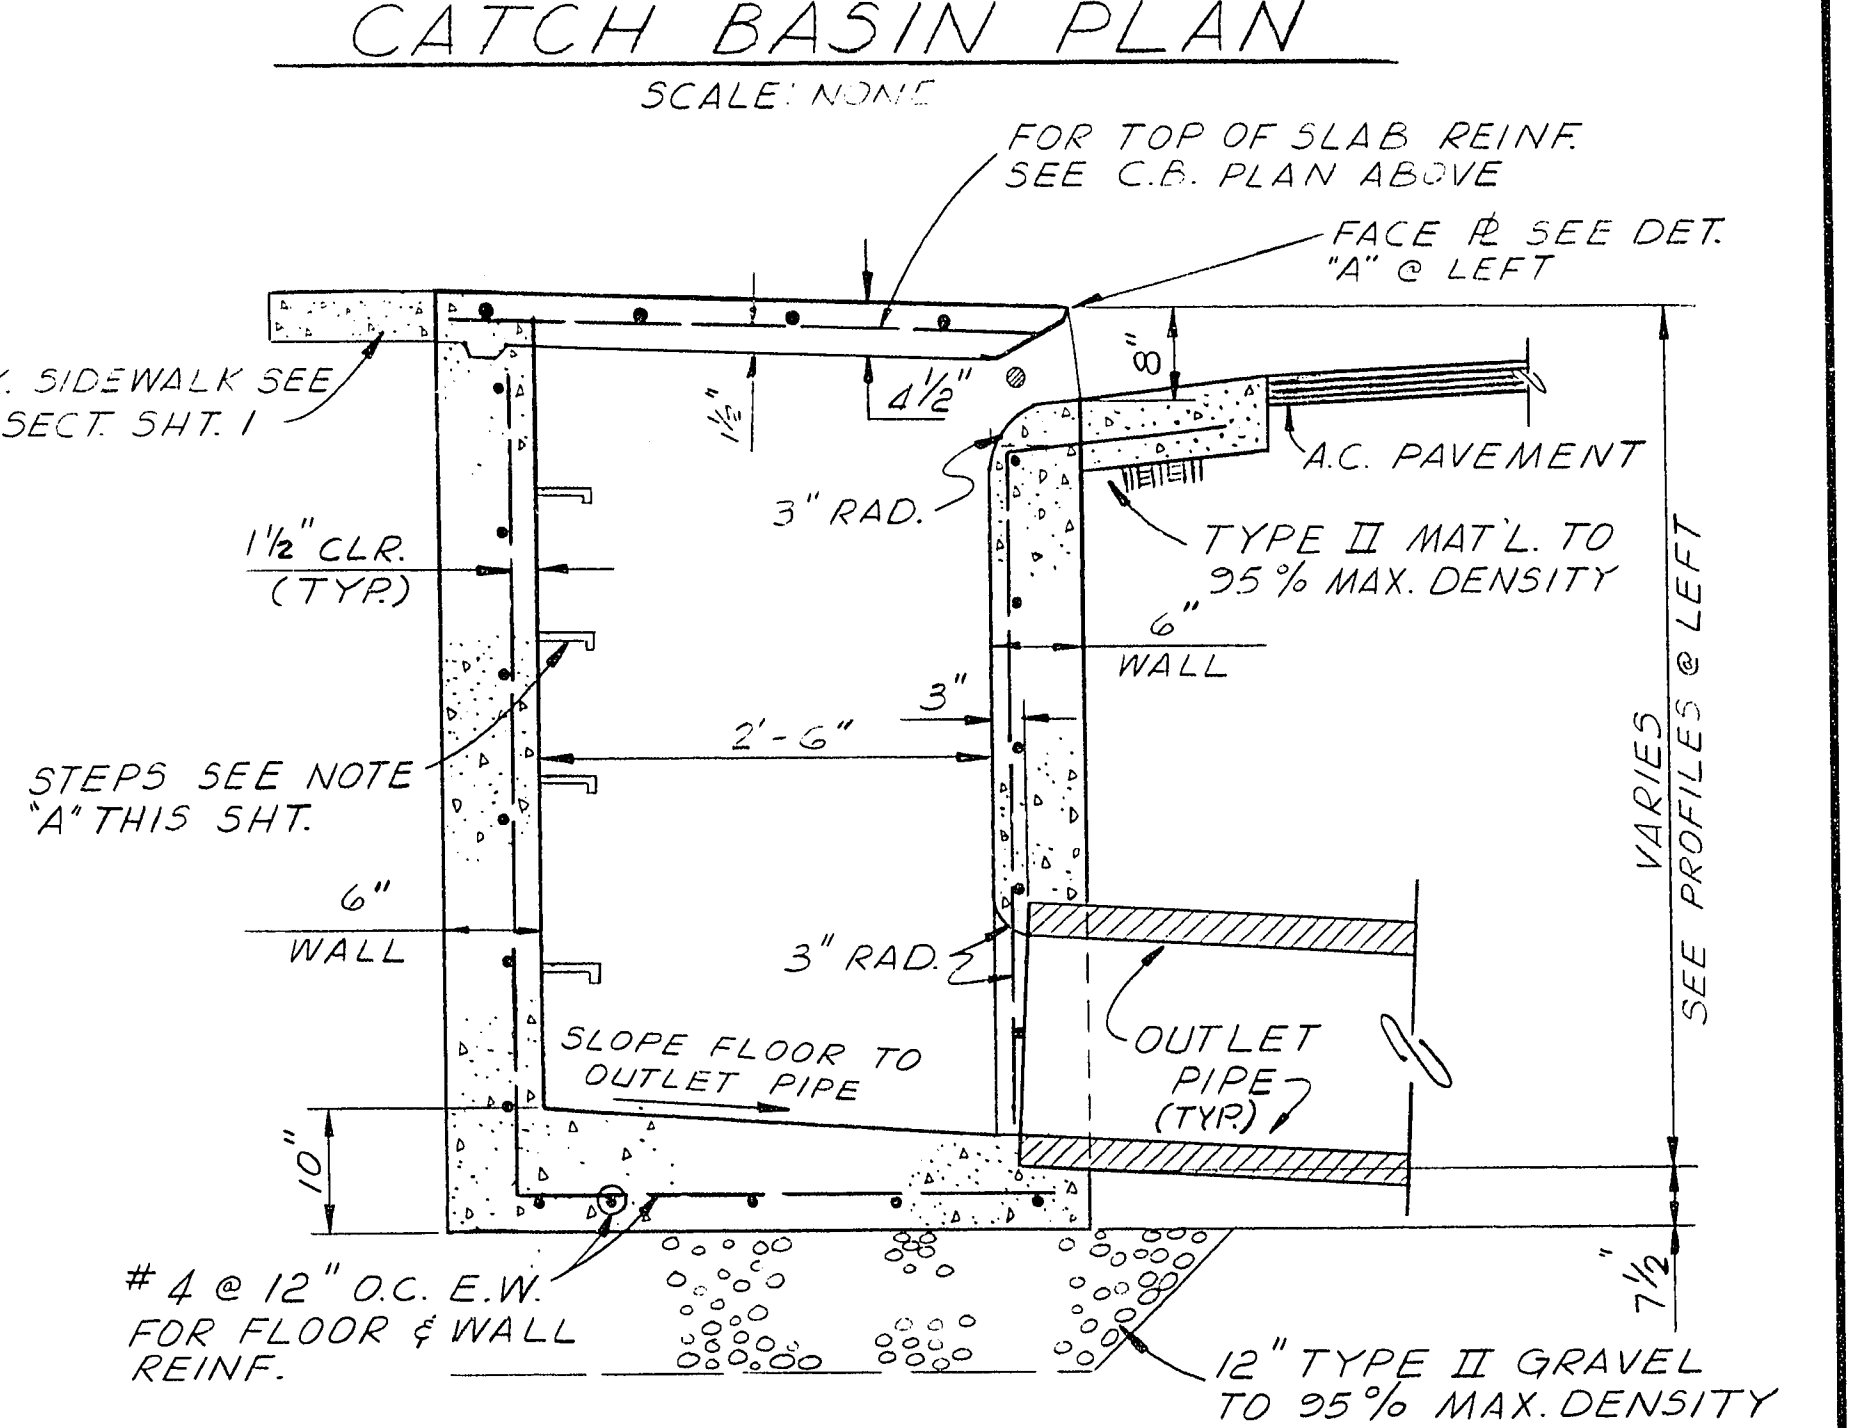 CATCH BASIN PLAN
SCALE: NONE
FOR TOP OF SLAB REINF.
SEE C.B. PLAN ABOVE
FACE ⅊ SEE DET.
"A" @ LEFT
SIDEWALK SEE
SECT. SHT. 1
1½"
4½"
8"
A.C. PAVEMENT
3" RAD.
1½" CLR.
(TYP.)
TYPE II MAT'L. TO
95% MAX. DENSITY
6"
WALL
3"
2'-6"
STEPS SEE NOTE
"A" THIS SHT.
VARIES
SEE PROFILES @ LEFT
6"
WALL
3" RAD.
SLOPE FLOOR TO
OUTLET PIPE
OUTLET
PIPE
(TYP.)
10"
7½"
#4 @ 12" O.C. E.W.
FOR FLOOR & WALL
REINF.
12" TYPE II GRAVEL
TO 95% MAX. DENSITY